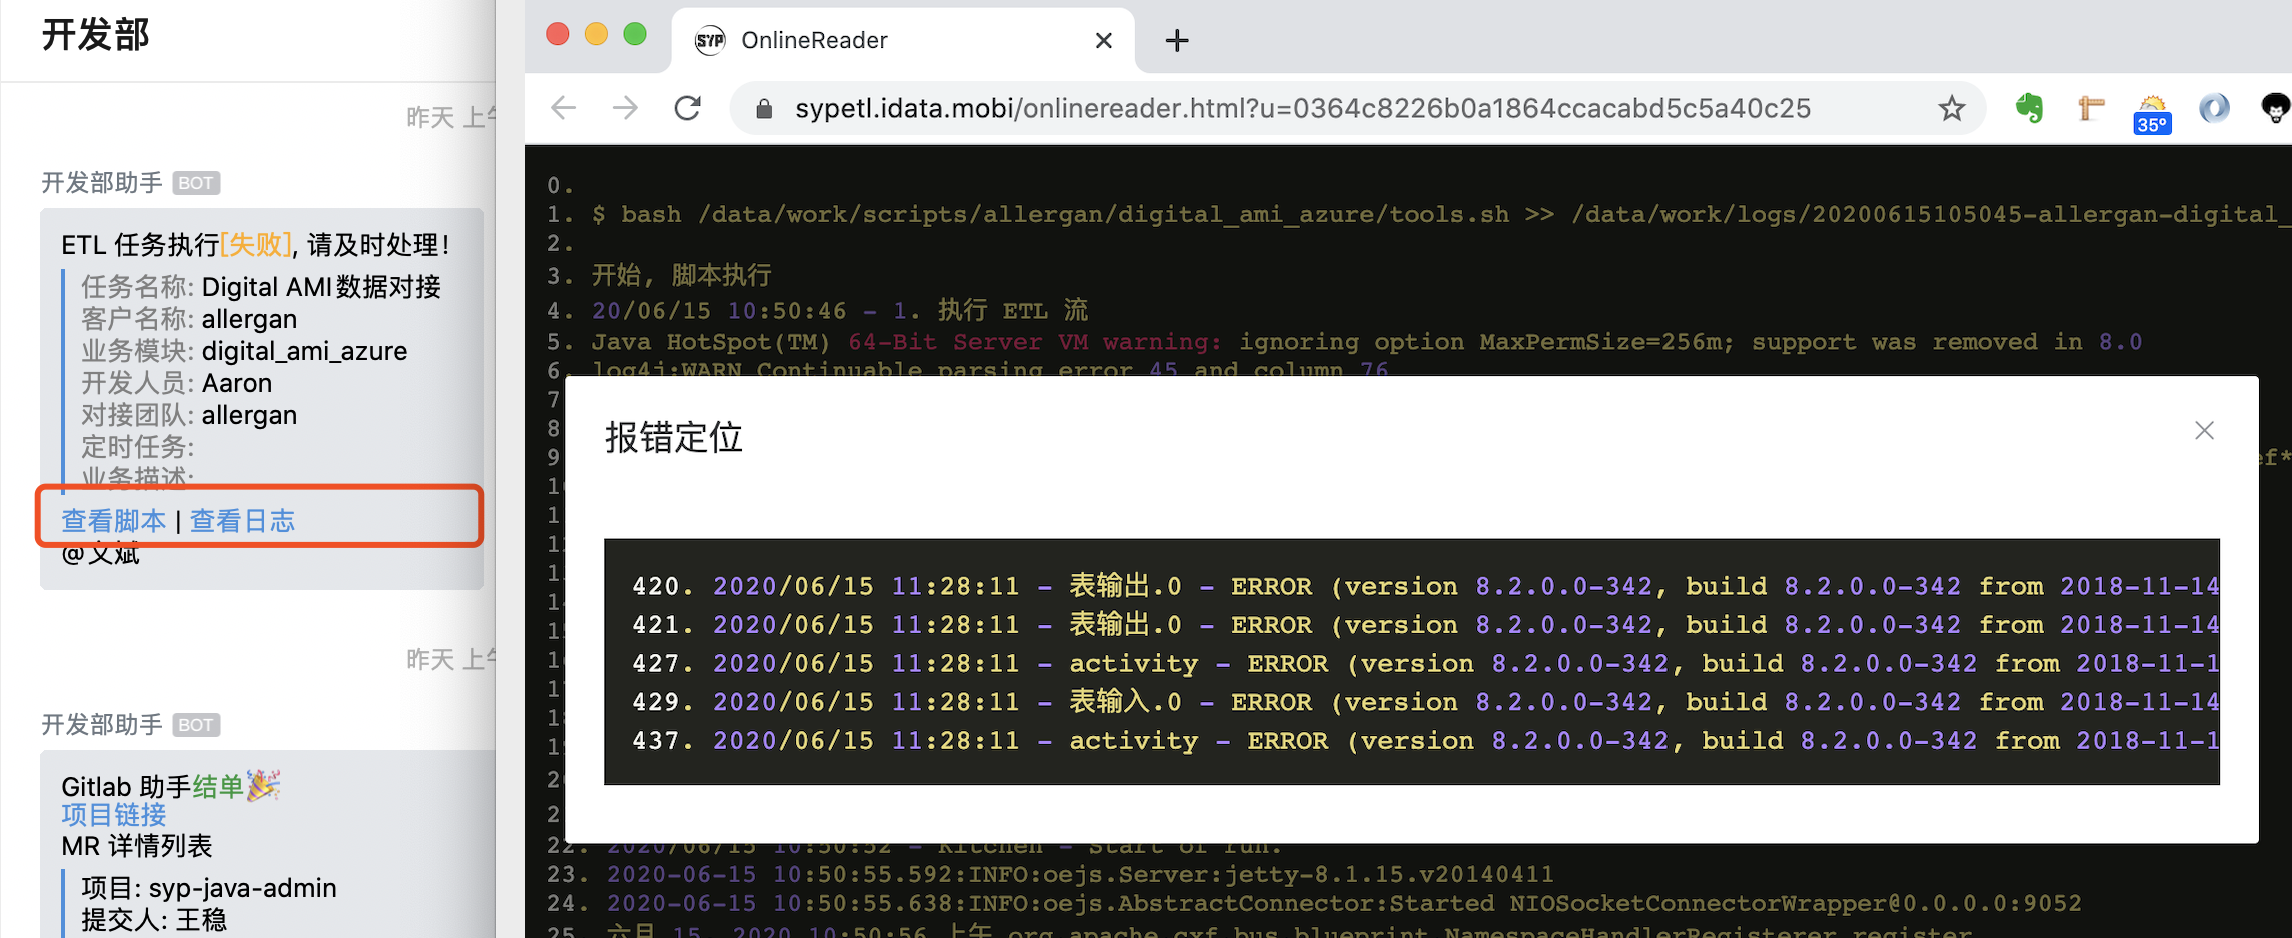 开发部
昨天 上午
开发部助手 BOT
ETL 任务执行[失败], 请及时处理!
任务名称: Digital AMI数据对接
客户名称: allergan
业务模块: digital_ami_azure
开发人员: Aaron
对接团队: allergan
定时任务:
业务描述:
查看脚本 | 查看日志
@文斌
昨天 上午
开发部助手 BOT
Gitlab 助手结单🎉
项目链接
MR 详情列表
项目: syp-java-admin
提交人: 王稳
SYP OnlineReader
sypetl.idata.mobi/onlinereader.html?u=0364c8226b0a1864ccacabd5c5a40c25
35°
0.
1. $ bash /data/work/scripts/allergan/digital_ami_azure/tools.sh >> /data/work/logs/20200615105045-allergan-digital_
2.
3. 开始, 脚本执行
4. 20/06/15 10:50:46 - 1. 执行 ETL 流
5. Java HotSpot(TM) 64-Bit Server VM warning: ignoring option MaxPermSize=256m; support was removed in 8.0
6. log4j:WARN Continuable parsing error 45 and column 76
7
8
9 ef*
报错定位
420. 2020/06/15 11:28:11 - 表输出.0 - ERROR (version 8.2.0.0-342, build 8.2.0.0-342 from 2018-11-14
421. 2020/06/15 11:28:11 - 表输出.0 - ERROR (version 8.2.0.0-342, build 8.2.0.0-342 from 2018-11-14
427. 2020/06/15 11:28:11 - activity - ERROR (version 8.2.0.0-342, build 8.2.0.0-342 from 2018-11-1
429. 2020/06/15 11:28:11 - 表输入.0 - ERROR (version 8.2.0.0-342, build 8.2.0.0-342 from 2018-11-14
437. 2020/06/15 11:28:11 - activity - ERROR (version 8.2.0.0-342, build 8.2.0.0-342 from 2018-11-1
22. 2020/06/15 10:50:52 - Kitchen - Start of run.
23. 2020-06-15 10:50:55.592:INFO:oejs.Server:jetty-8.1.15.v20140411
24. 2020-06-15 10:50:55.638:INFO:oejs.AbstractConnector:Started NIOSocketConnectorWrapper@0.0.0.0:9052
25. 六月 15, 2020 10:50:56 上午 org.apache.cxf.bus.blueprint.NamespaceHandlerRegisterer register